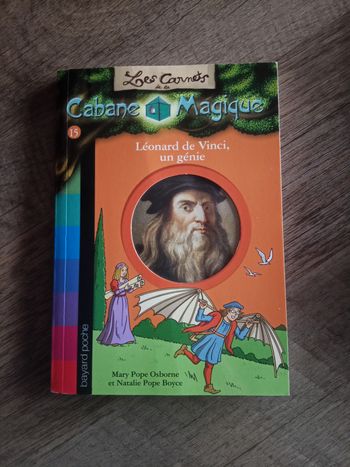 Les Carnets
de la
Cabane Magique
15
Léonard de Vinci,
un génie
bayard poche
Mary Pope Osborne
et Natalie Pope Boyce